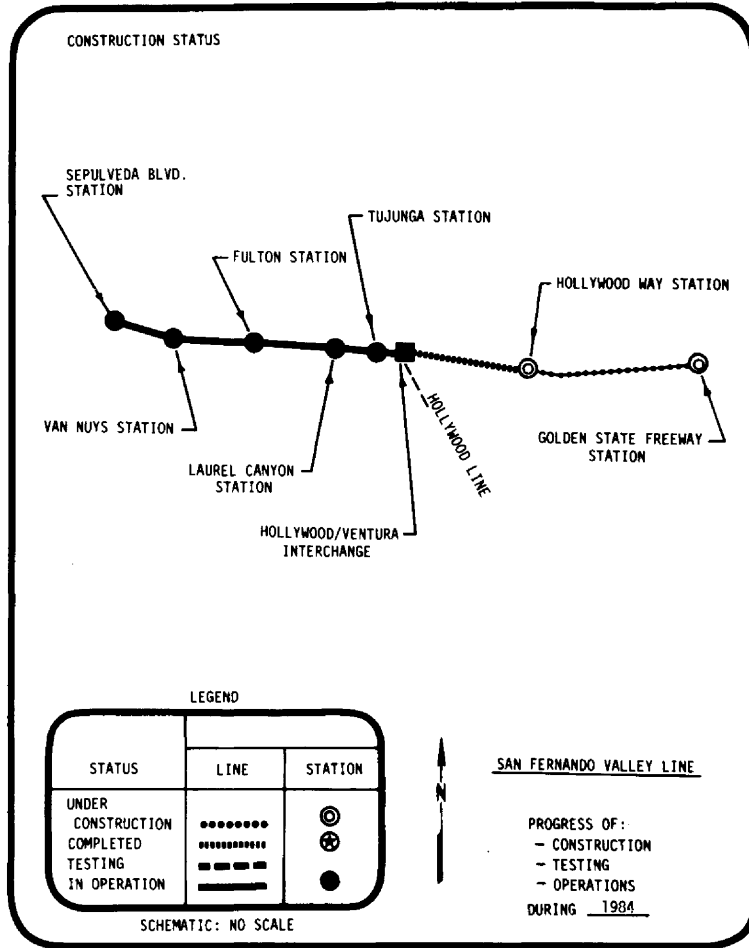 CONSTRUCTION STATUS
SEPULVEDA BLVD.
STATION
TUJUNGA STATION
FULTON STATION
HOLLYWOOD WAY STATION
VAN NUYS STATION
LAUREL CANYON
STATION
HOLLYWOOD LINE
GOLDEN STATE FREEWAY
STATION
HOLLYWOOD/VENTURA
INTERCHANGE
LEGEND
STATUS LINE STATION
UNDER
CONSTRUCTION
COMPLETED
TESTING
IN OPERATION
SCHEMATIC: NO SCALE
N
SAN FERNANDO VALLEY LINE
PROGRESS OF:
- CONSTRUCTION
- TESTING
- OPERATIONS
DURING 1984